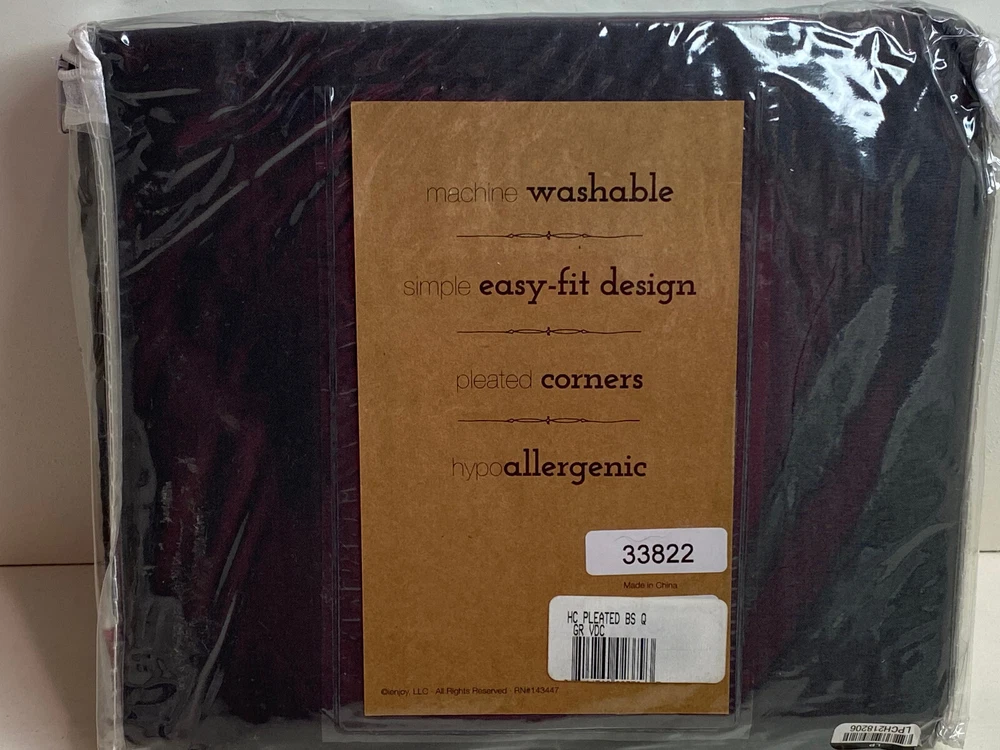 machine washable
simple easy-fit design
pleated corners
hypoallergenic
33822
Made in China
HC PLEATED BS Q
GR VDC
©ienjoy, LLC · All Rights Reserved · RN#143447
LPCH218206